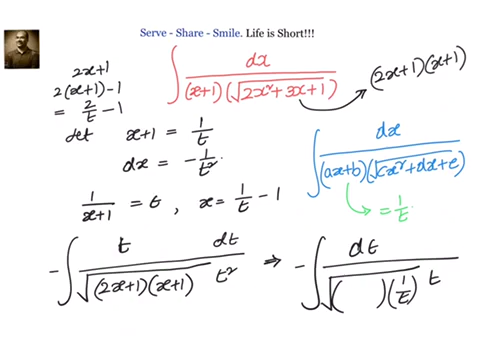 Serve - Share - Smile. Life is Short!!!
∫ dx / (x+1)(√2x²+3x+1)
(2x+1)(x+1)
2x+1
2(x+1)-1
= 2/t - 1
let x+1 = 1/t
dx = -1/t²
1/(x+1) = t , x = 1/t - 1
∫ dx / (ax+b)(√cx²+dx+e)
= 1/t
-∫ t dt / √(2x+1)(x+1) t² ⇒ -∫ dt / √( )(1/t) t